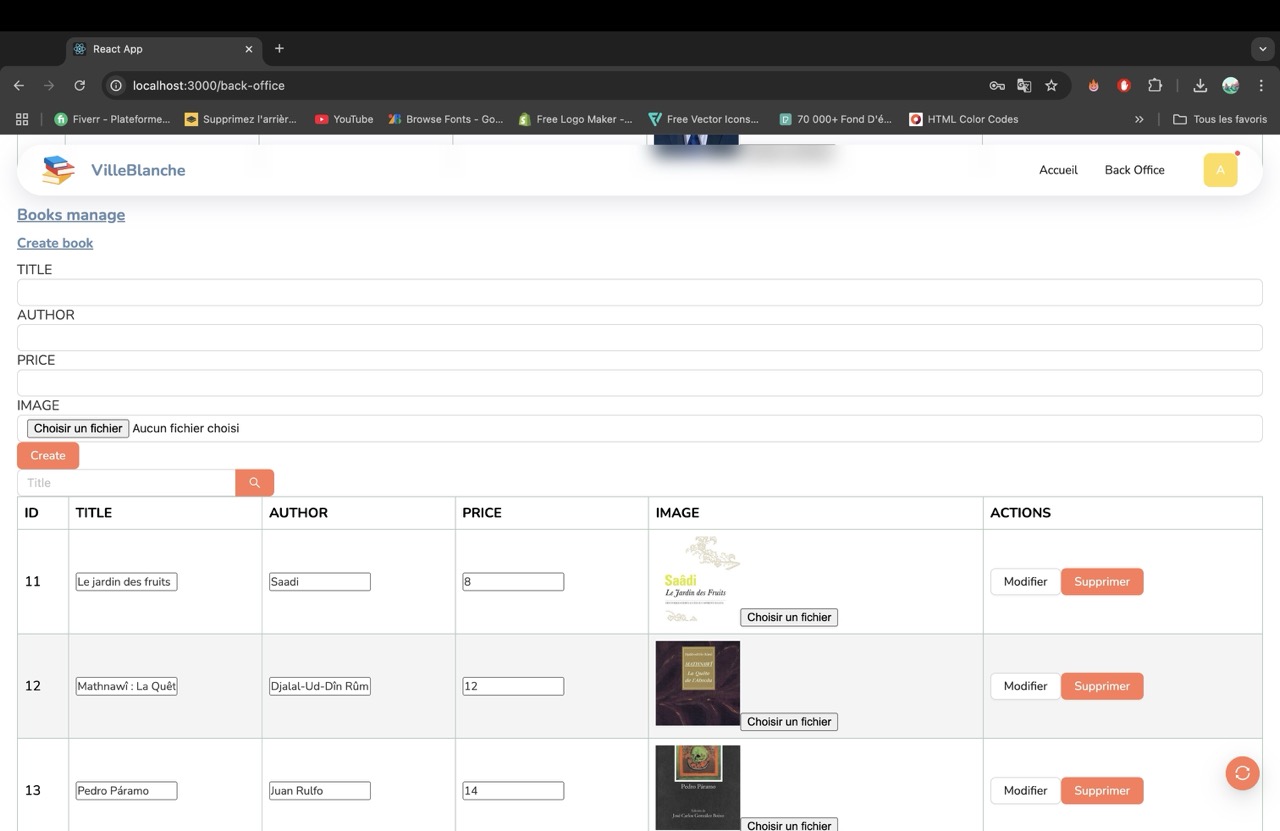 React App
localhost:3000/back-office
Fiverr - Plateforme... Supprimez l'arrièr... YouTube Browse Fonts - Go... Free Logo Maker -... Free Vector Icons... 70 000+ Fond D'é... HTML Color Codes Tous les favoris
VilleBlanche Accueil Back Office A
Books manage
Create book
TITLE
AUTHOR
PRICE
IMAGE
Choisir un fichier Aucun fichier choisi
Create
Title
ID TITLE AUTHOR PRICE IMAGE ACTIONS
Saâdi
Le Jardin des Fruits
11 Le jardin des fruits Saadi 8 Choisir un fichier Modifier Supprimer
MATHNAWÎ
La Quête
de l'Absolu
12 Mathnawî : La Quêt Djalal-Ud-Dîn Rûm 12 Choisir un fichier Modifier Supprimer
Pedro Páramo
13 Pedro Páramo Juan Rulfo 14 Choisir un fichier Modifier Supprimer